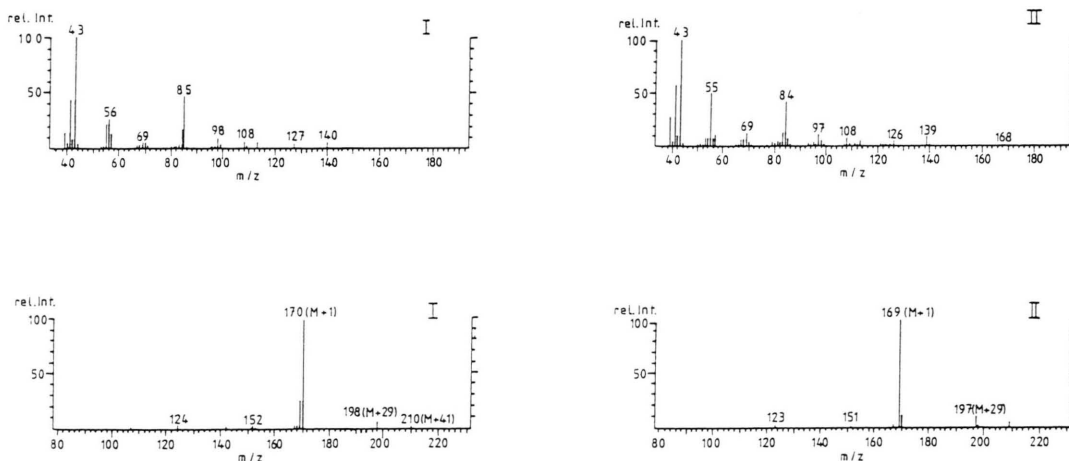 rel. Int.
I
100
43
50
85
56
69
98
108
127
140
40 60 80 100 120 140 160 180
m/z
rel. Int.
II
100
43
50
55
84
69
97
108
126
139
168
40 60 80 100 120 140 160 180
m/z
rel. Int.
I
100
170(M+1)
50
124
152
198(M+29)
210(M+41)
80 100 120 140 160 180 200 220
m/z
rel. Int.
II
100
169(M+1)
50
123
151
197(M+29)
80 100 120 140 160 180 200 220
m/z